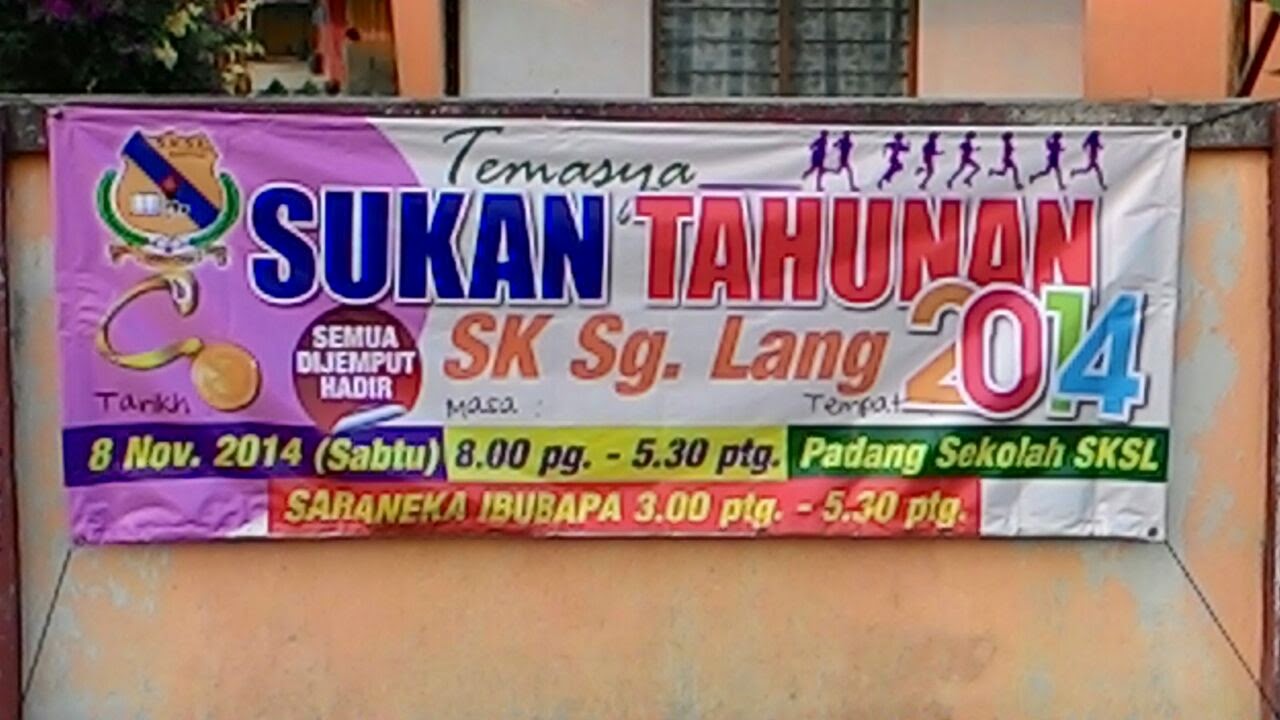 SKSL
Temasya
SUKAN TAHUNAN
SK Sg. Lang 2014
SEMUA
DIJEMPUT
HADIR
Tarikh
Masa :
Tempat
8 Nov. 2014 (Sabtu)
8.00 pg. - 5.30 ptg.
Padang Sekolah SKSL
SARANEKA IBUBAPA 3.00 ptg. - 5.30 ptg.